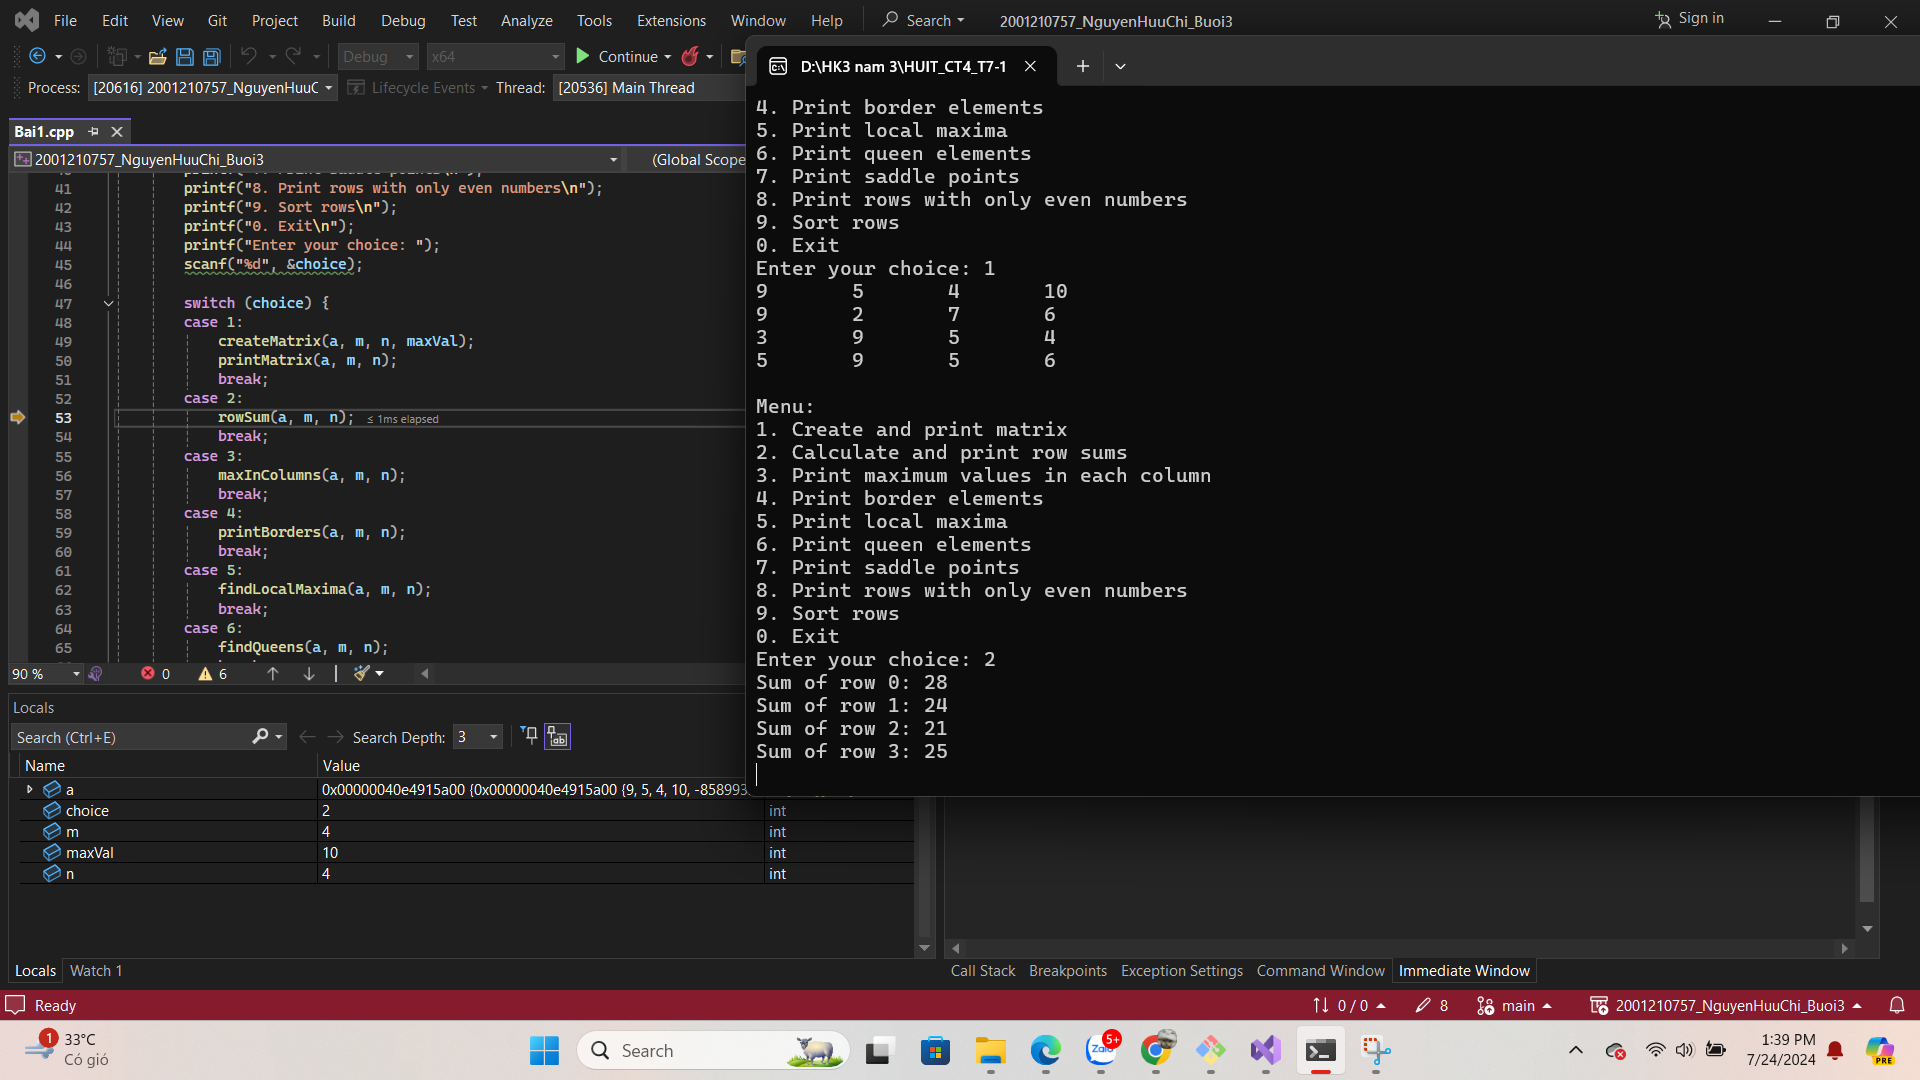 File Edit View Git Project Build Debug Test Analyze Tools Extensions Window Help Search 2001210757_NguyenHuuChi_Buoi3 Sign in
Debug x64 Continue
Process: [20616] 2001210757_NguyenHuuC Lifecycle Events Thread: [20536] Main Thread
Bai1.cpp
2001210757_NguyenHuuChi_Buoi3 (Global Scope
41 printf("8. Print rows with only even numbers\n");
42 printf("9. Sort rows\n");
43 printf("0. Exit\n");
44 printf("Enter your choice: ");
45 scanf("%d", &choice);
46
47 switch (choice) {
48 case 1:
49 createMatrix(a, m, n, maxVal);
50 printMatrix(a, m, n);
51 break;
52 case 2:
53 rowSum(a, m, n); ≤ 1ms elapsed
54 break;
55 case 3:
56 maxInColumns(a, m, n);
57 break;
58 case 4:
59 printBorders(a, m, n);
60 break;
61 case 5:
62 findLocalMaxima(a, m, n);
63 break;
64 case 6:
65 findQueens(a, m, n);
90 % 0 6
D:\HK3 nam 3\HUIT_CT4_T7-1
4. Print border elements
5. Print local maxima
6. Print queen elements
7. Print saddle points
8. Print rows with only even numbers
9. Sort rows
0. Exit
Enter your choice: 1
9 5 4 10
9 2 7 6
3 9 5 4
5 9 5 6
Menu:
1. Create and print matrix
2. Calculate and print row sums
3. Print maximum values in each column
4. Print border elements
5. Print local maxima
6. Print queen elements
7. Print saddle points
8. Print rows with only even numbers
9. Sort rows
0. Exit
Enter your choice: 2
Sum of row 0: 28
Sum of row 1: 24
Sum of row 2: 21
Sum of row 3: 25
Locals
Search (Ctrl+E) Search Depth: 3
Name Value
a 0x00000040e4915a00 {0x00000040e4915a00 {9, 5, 4, 10, -858993
choice 2 int
m 4 int
maxVal 10 int
n 4 int
Locals Watch 1
Call Stack Breakpoints Exception Settings Command Window Immediate Window
Ready 0 / 0 8 main 2001210757_NguyenHuuChi_Buoi3
1 33°C
Có gió
Search
Zalo 5+
1:39 PM
7/24/2024
PRE